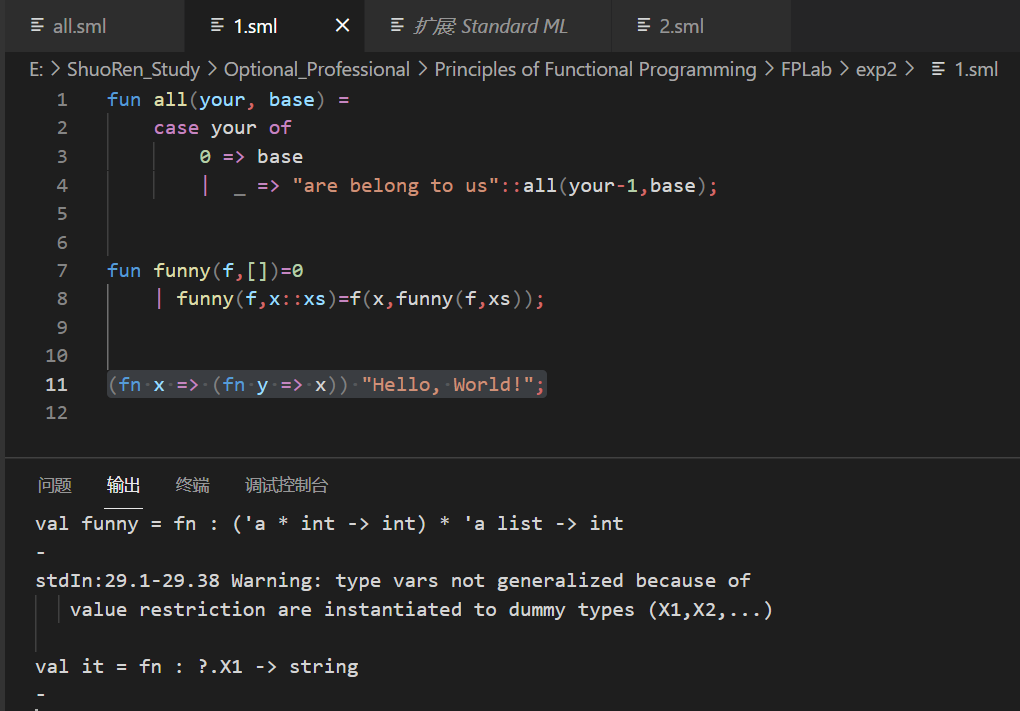 all.sml 1.sml 扩展 Standard ML 2.sml
E: > ShuoRen_Study > Optional_Professional > Principles of Functional Programming > FPLab > exp2 > 1.sml
1 fun all(your, base) =
2 case your of
3 0 => base
4 | _ => "are belong to us"::all(your-1,base);
5
6
7 fun funny(f,[])=0
8 | funny(f,x::xs)=f(x,funny(f,xs));
9
10
11 (fn x => (fn y => x)) "Hello, World!";
12
问题 输出 终端 调试控制台
val funny = fn : ('a * int -> int) * 'a list -> int
-
stdIn:29.1-29.38 Warning: type vars not generalized because of
value restriction are instantiated to dummy types (X1,X2,...)
val it = fn : ?.X1 -> string
-